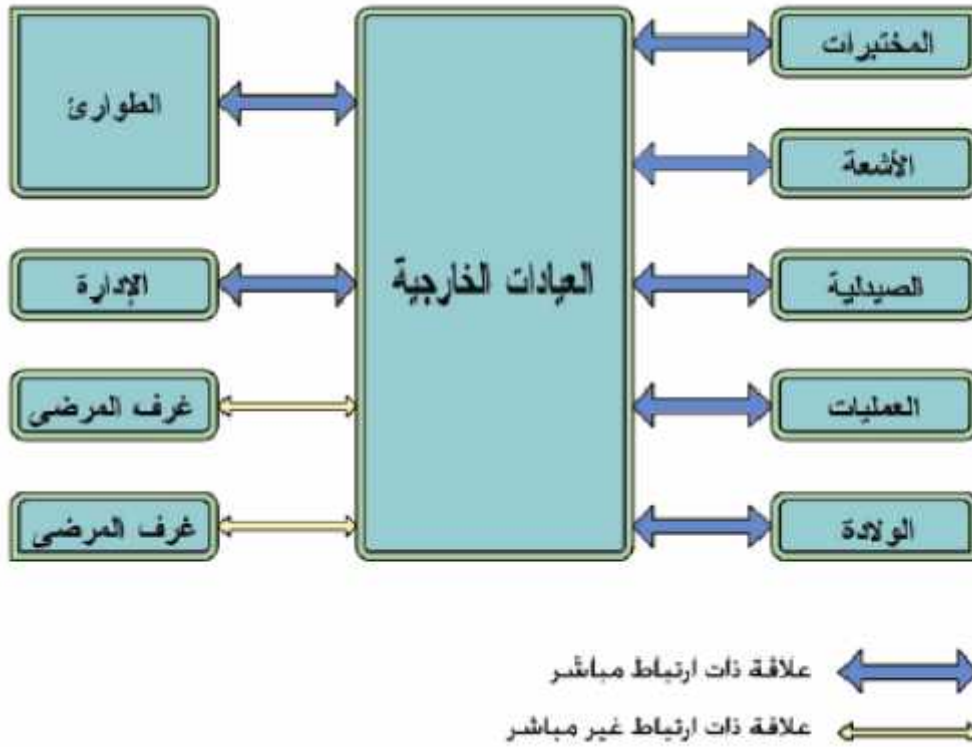 المختبرات
الأشعة
الصيدلية
العمليات
الولادة
العيادات الخارجية
الطوارئ
الإدارة
غرف المرضى
غرف المرضى
علاقة ذات ارتباط مباشر
علاقة ذات ارتباط غير مباشر